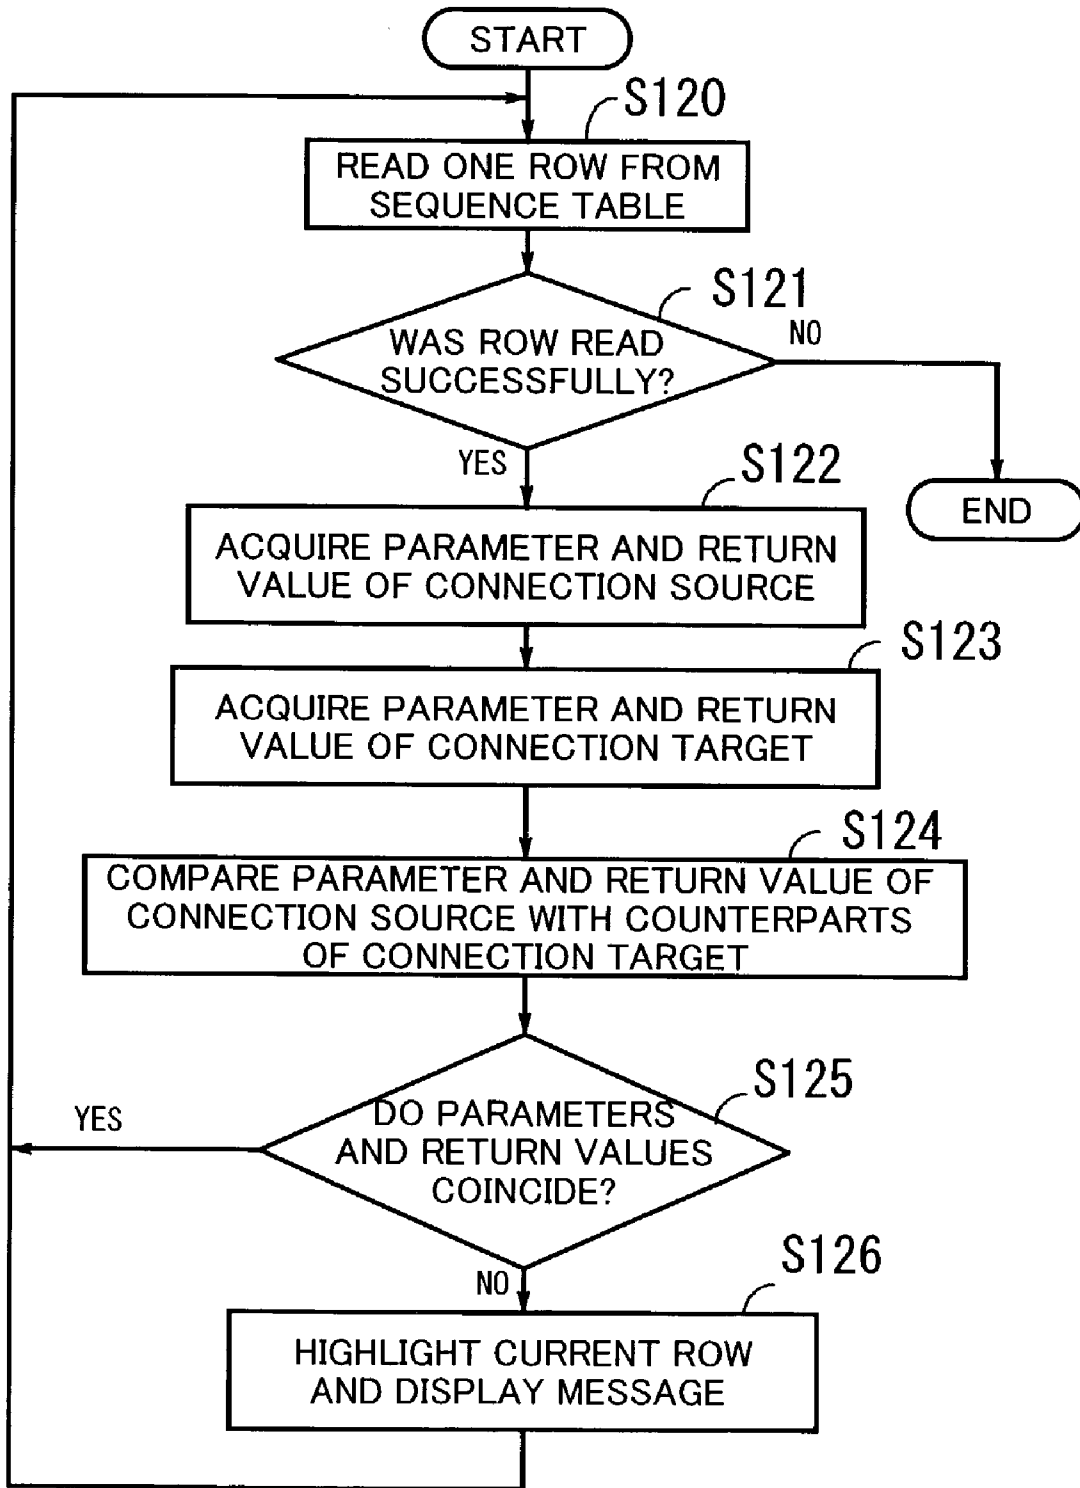 START
S120
READ ONE ROW FROM
SEQUENCE TABLE
S121
WAS ROW READ
SUCCESSFULLY?
NO
YES
S122
END
ACQUIRE PARAMETER AND RETURN
VALUE OF CONNECTION SOURCE
S123
ACQUIRE PARAMETER AND RETURN
VALUE OF CONNECTION TARGET
S124
COMPARE PARAMETER AND RETURN VALUE OF
CONNECTION SOURCE WITH COUNTERPARTS
OF CONNECTION TARGET
S125
YES
DO PARAMETERS
AND RETURN VALUES
COINCIDE?
NO
S126
HIGHLIGHT CURRENT ROW
AND DISPLAY MESSAGE